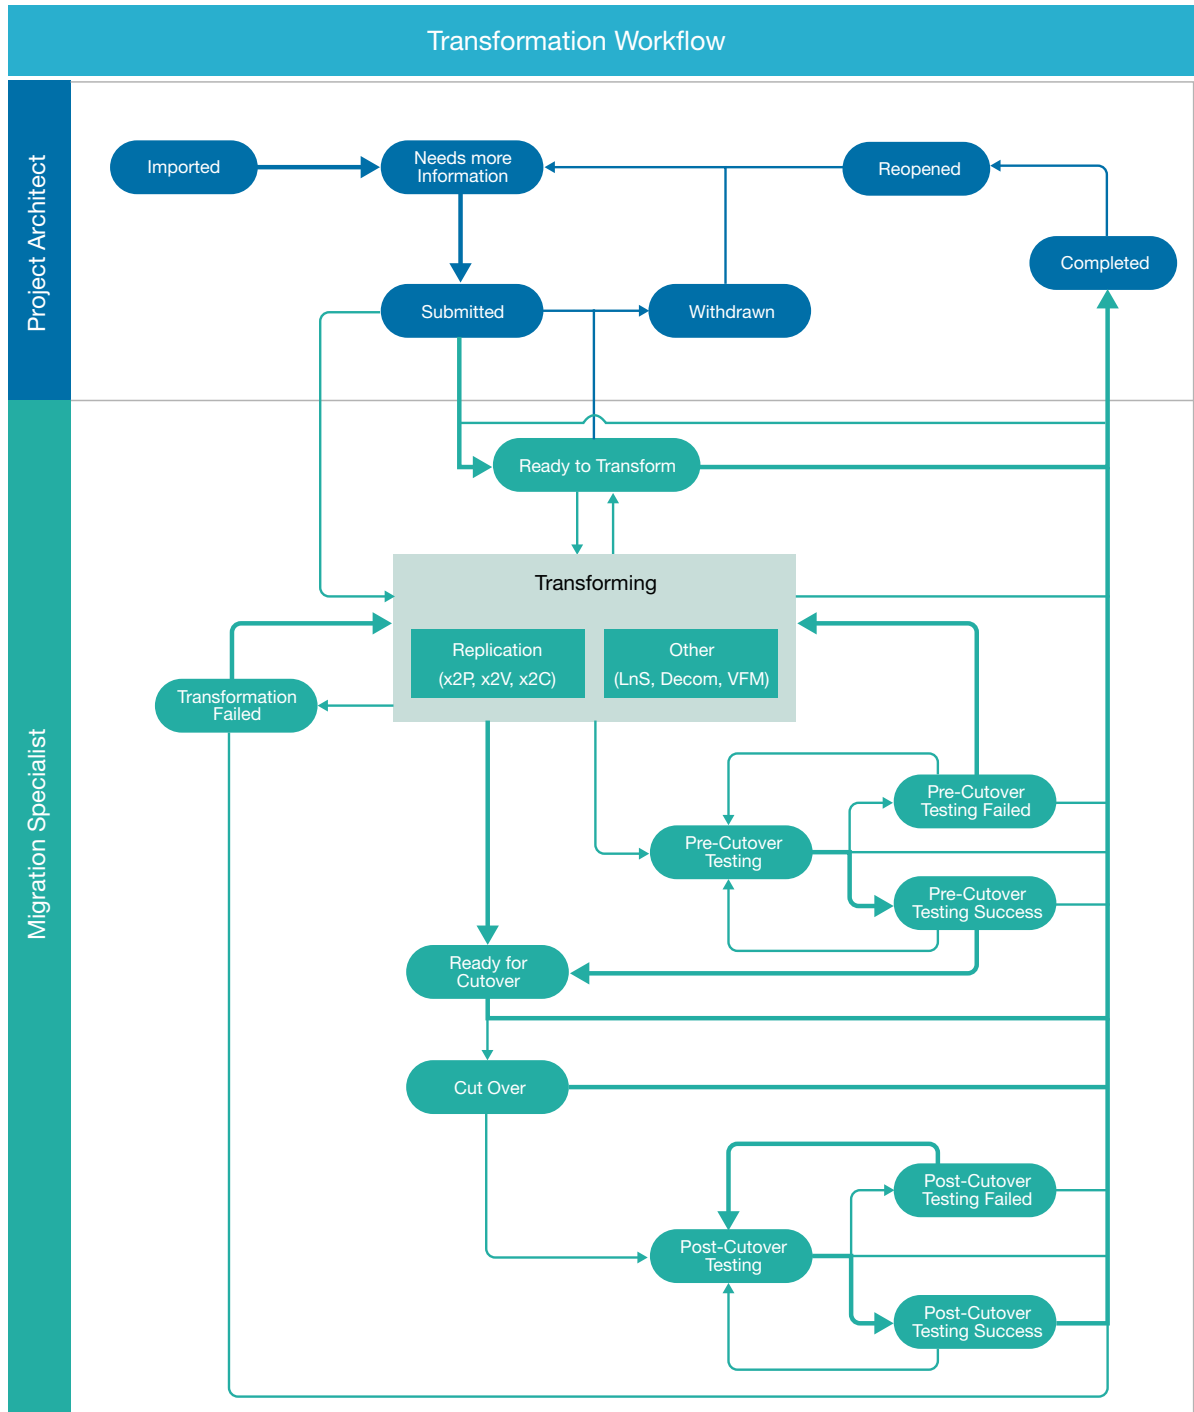 Transformation Workflow
Project Architect
Imported
Needs more
Information
Reopened
Completed
Submitted
Withdrawn
Migration Specialist
Ready to Transform
Transforming
Replication
(x2P, x2V, x2C)
Other
(LnS, Decom, VFM)
Transformation
Failed
Pre-Cutover
Testing Failed
Pre-Cutover
Testing
Pre-Cutover
Testing Success
Ready for
Cutover
Cut Over
Post-Cutover
Testing Failed
Post-Cutover
Testing
Post-Cutover
Testing Success